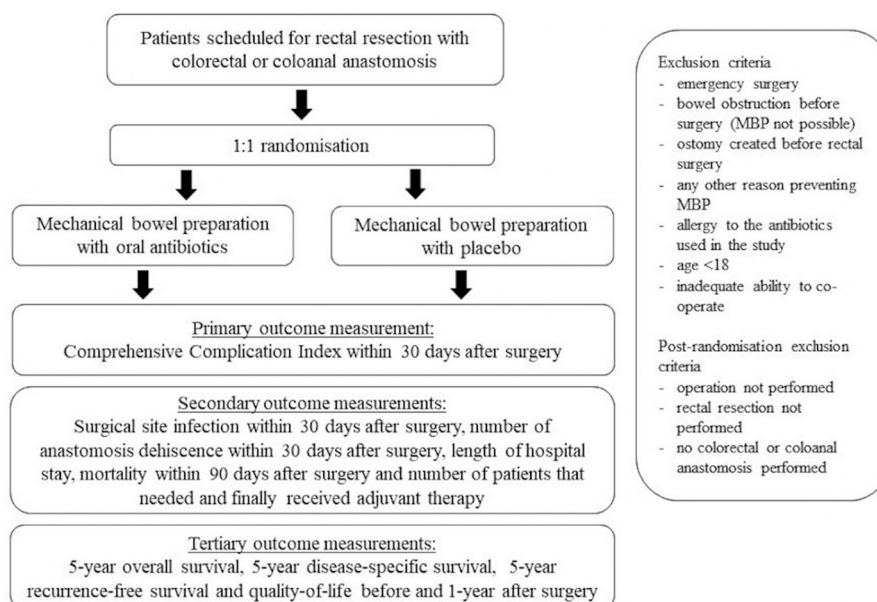 Patients scheduled for rectal resection with
colorectal or coloanal anastomosis
1:1 randomisation
Mechanical bowel preparation
with oral antibiotics
Mechanical bowel preparation
with placebo
Primary outcome measurement:
Comprehensive Complication Index within 30 days after surgery
Secondary outcome measurements:
Surgical site infection within 30 days after surgery, number of
anastomosis dehiscence within 30 days after surgery, length of hospital
stay, mortality within 90 days after surgery and number of patients that
needed and finally received adjuvant therapy
Tertiary outcome measurements:
5-year overall survival, 5-year disease-specific survival, 5-year
recurrence-free survival and quality-of-life before and 1-year after surgery
Exclusion criteria
- emergency surgery
- bowel obstruction before
surgery (MBP not possible)
- ostomy created before rectal
surgery
- any other reason preventing
MBP
- allergy to the antibiotics
used in the study
- age <18
- inadequate ability to co-
operate
Post-randomisation exclusion
criteria
- operation not performed
- rectal resection not
performed
- no colorectal or coloanal
anastomosis performed